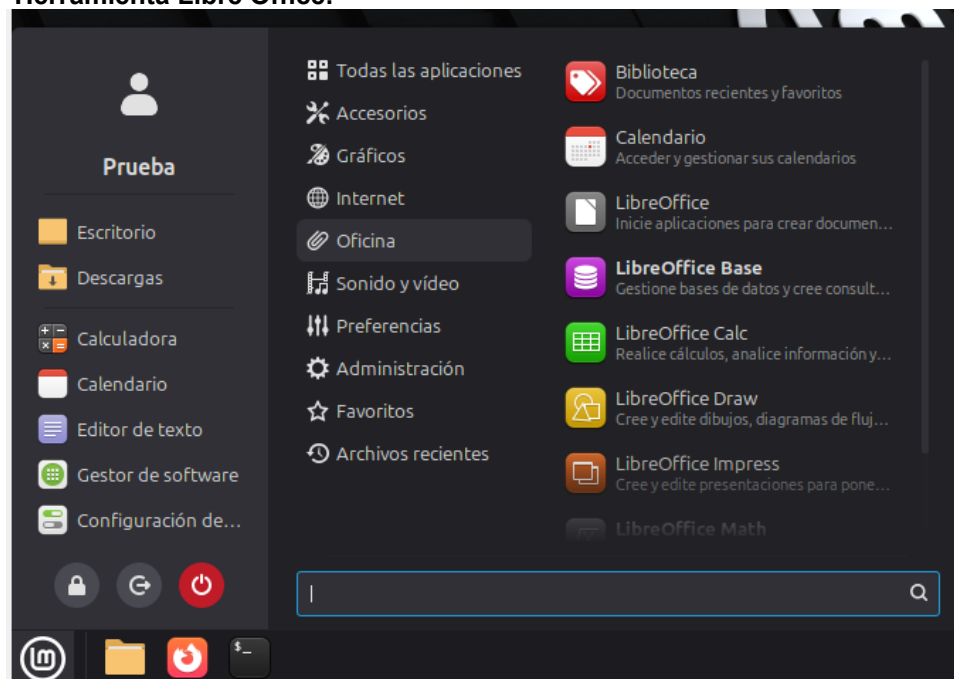 Herramienta Libre Office.
Prueba
Escritorio
Descargas
Calculadora
Calendario
Editor de texto
Gestor de software
Configuración de...
Todas las aplicaciones
Accesorios
Gráficos
Internet
Oficina
Sonido y vídeo
Preferencias
Administración
Favoritos
Archivos recientes
Biblioteca
Documentos recientes y favoritos
Calendario
Acceder y gestionar sus calendarios
LibreOffice
Inicie aplicaciones para crear documen...
LibreOffice Base
Gestione bases de datos y cree consult...
LibreOffice Calc
Realice cálculos, analice información y...
LibreOffice Draw
Cree y edite dibujos, diagramas de fluj...
LibreOffice Impress
Cree y edite presentaciones para pone...
LibreOffice Math